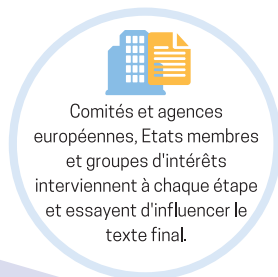 Comités et agences
européennes, Etats membres
et groupes d'intérêts
interviennent à chaque étape
et essayent d'influencer le
texte final.